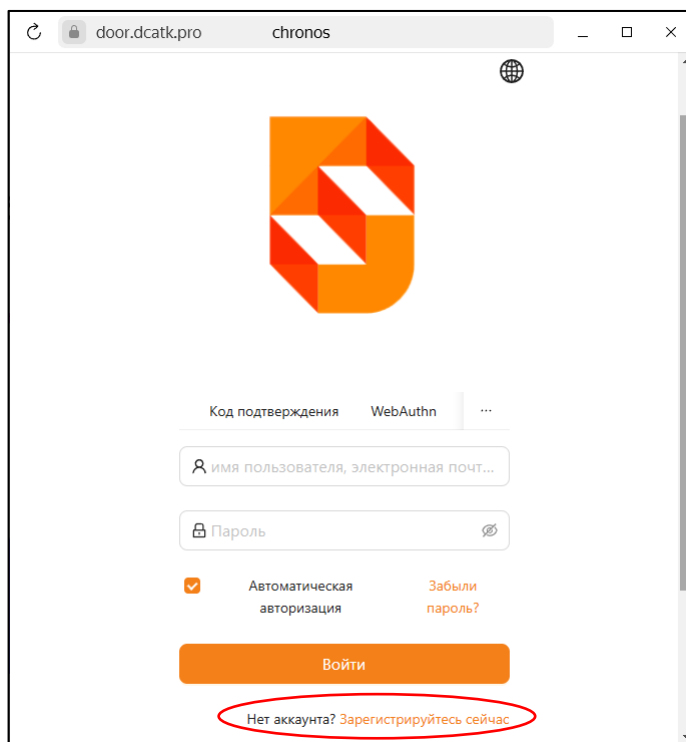 door.dcatk.pro chronos
Код подтверждения WebAuthn ...
имя пользователя, электронная почт...
Пароль
Автоматическая Забыли
авторизация пароль?
Войти
Нет аккаунта? Зарегистрируйтесь сейчас